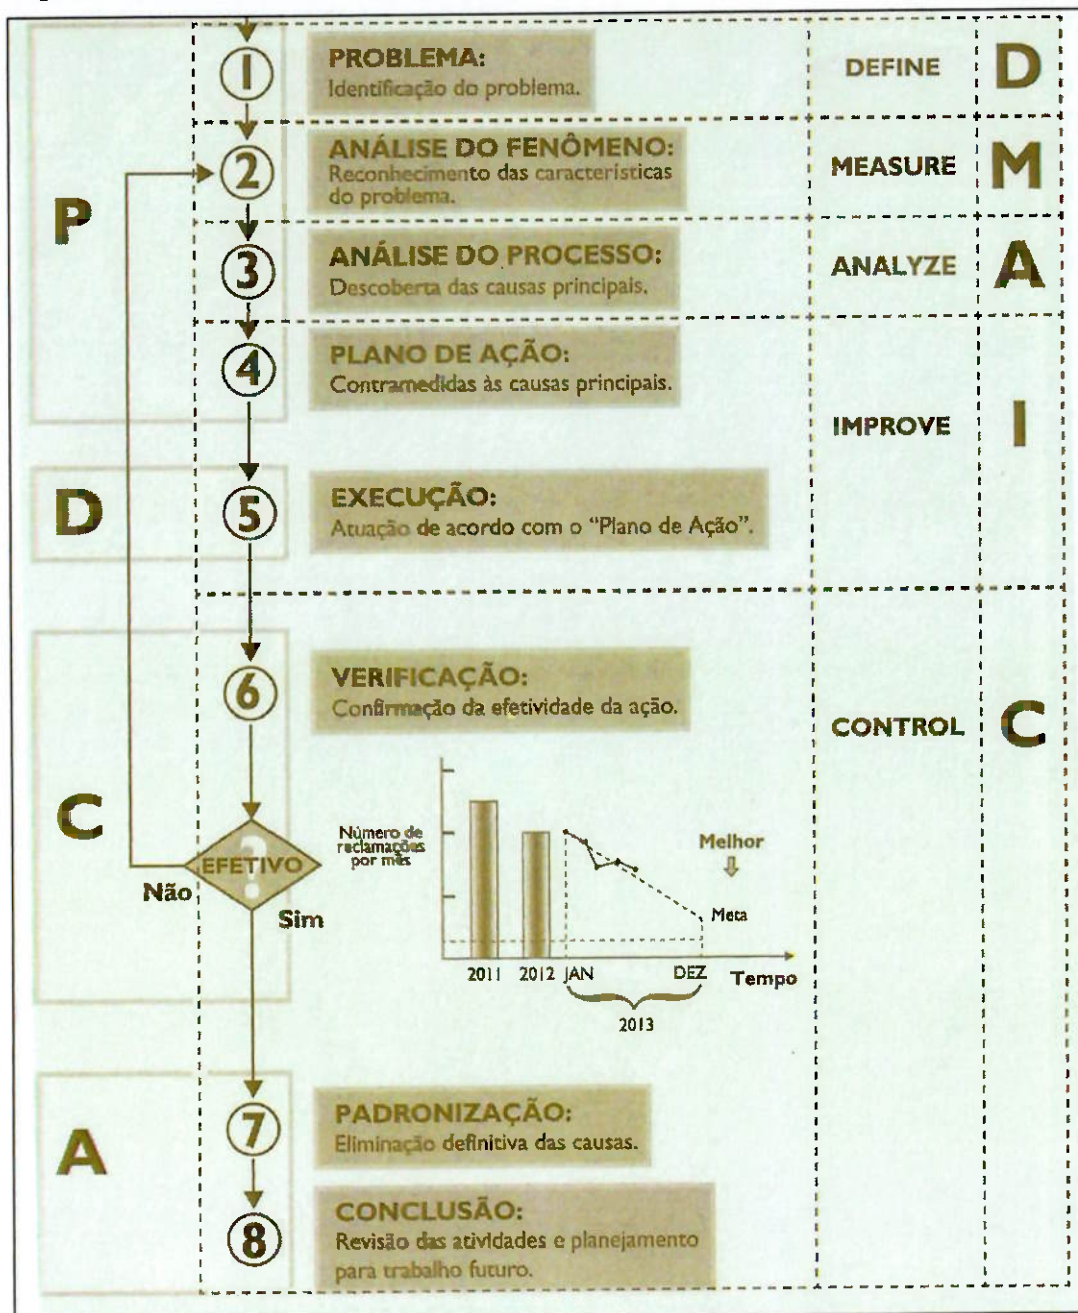 P
1
PROBLEMA:
Identificação do problema.
DEFINE
D
2
ANÁLISE DO FENÔMENO:
Reconhecimento das características
do problema.
MEASURE
M
3
ANÁLISE DO PROCESSO:
Descoberta das causas principais.
ANALYZE
A
4
PLANO DE AÇÃO:
Contramedidas às causas principais.
IMPROVE
I
D
5
EXECUÇÃO:
Atuação de acordo com o “Plano de Ação”.
C
6
VERIFICAÇÃO:
Confirmação da efetividade da ação.
CONTROL
C
?
EFETIVO
Não
Sim
Número de
reclamações
por mês
Melhor
Meta
2011
2012
JAN
DEZ
Tempo
2013
A
7
PADRONIZAÇÃO:
Eliminação definitiva das causas.
8
CONCLUSÃO:
Revisão das atividades e planejamento
para trabalho futuro.